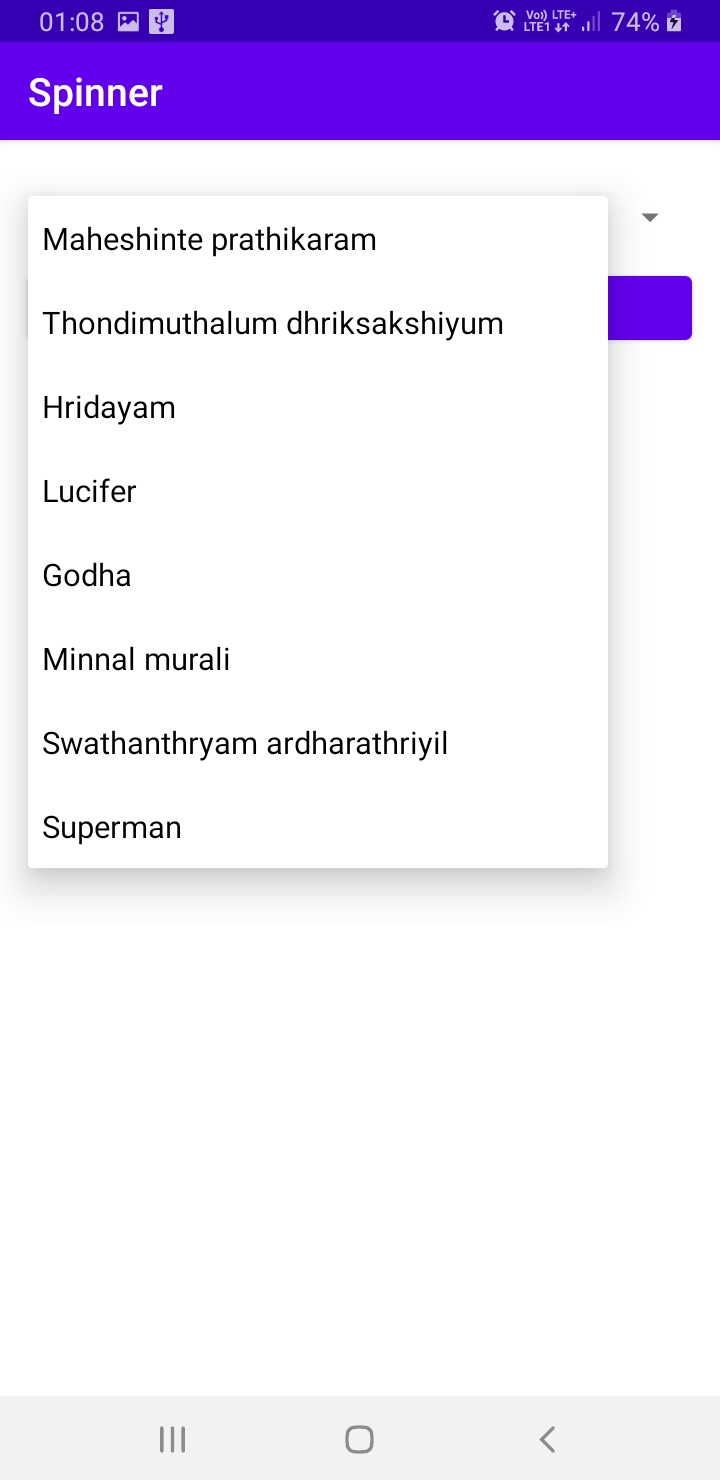 01:08 Vo)) LTE+ LTE1 74%
Spinner
Maheshinte prathikaram
Thondimuthalum dhriksakshiyum
Hridayam
Lucifer
Godha
Minnal murali
Swathanthryam ardharathriyil
Superman